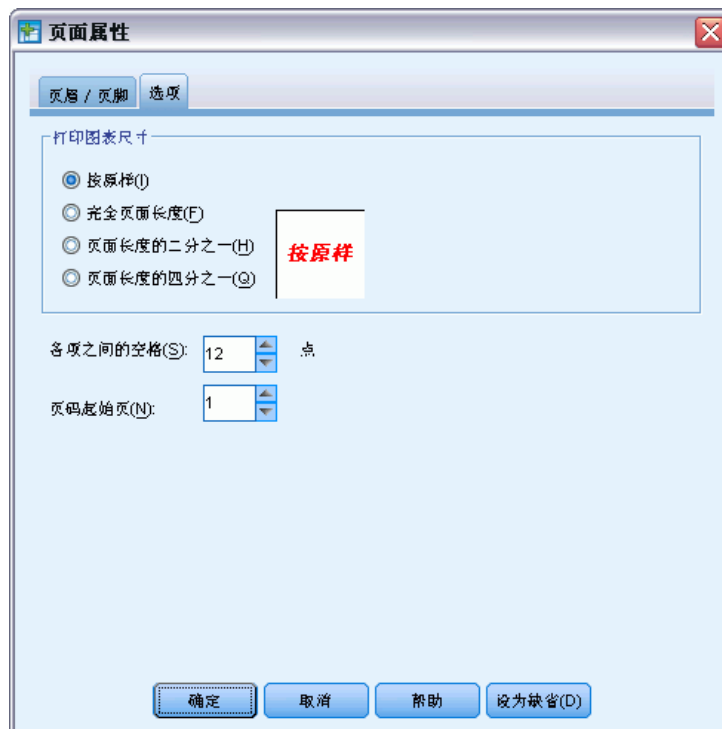 页面属性
页眉 / 页脚 选项
打印图表尺寸
按原样(I)
完全页面长度(F)
页面长度的二分之一(H)
页面长度的四分之一(Q)
按原样
各项之间的空格(S): 12 点
页码起始页(N): 1
确定 取消 帮助 设为缺省(D)